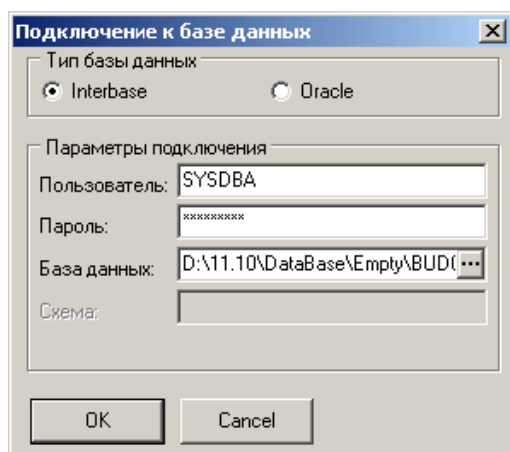 Подключение к базе данных
Тип базы данных
Interbase Oracle
Параметры подключения
Пользователь: SYSDBA
Пароль: *********
База данных: D:\11.10\DataBase\Empty\BUD( ...
Схема:
OK Cancel